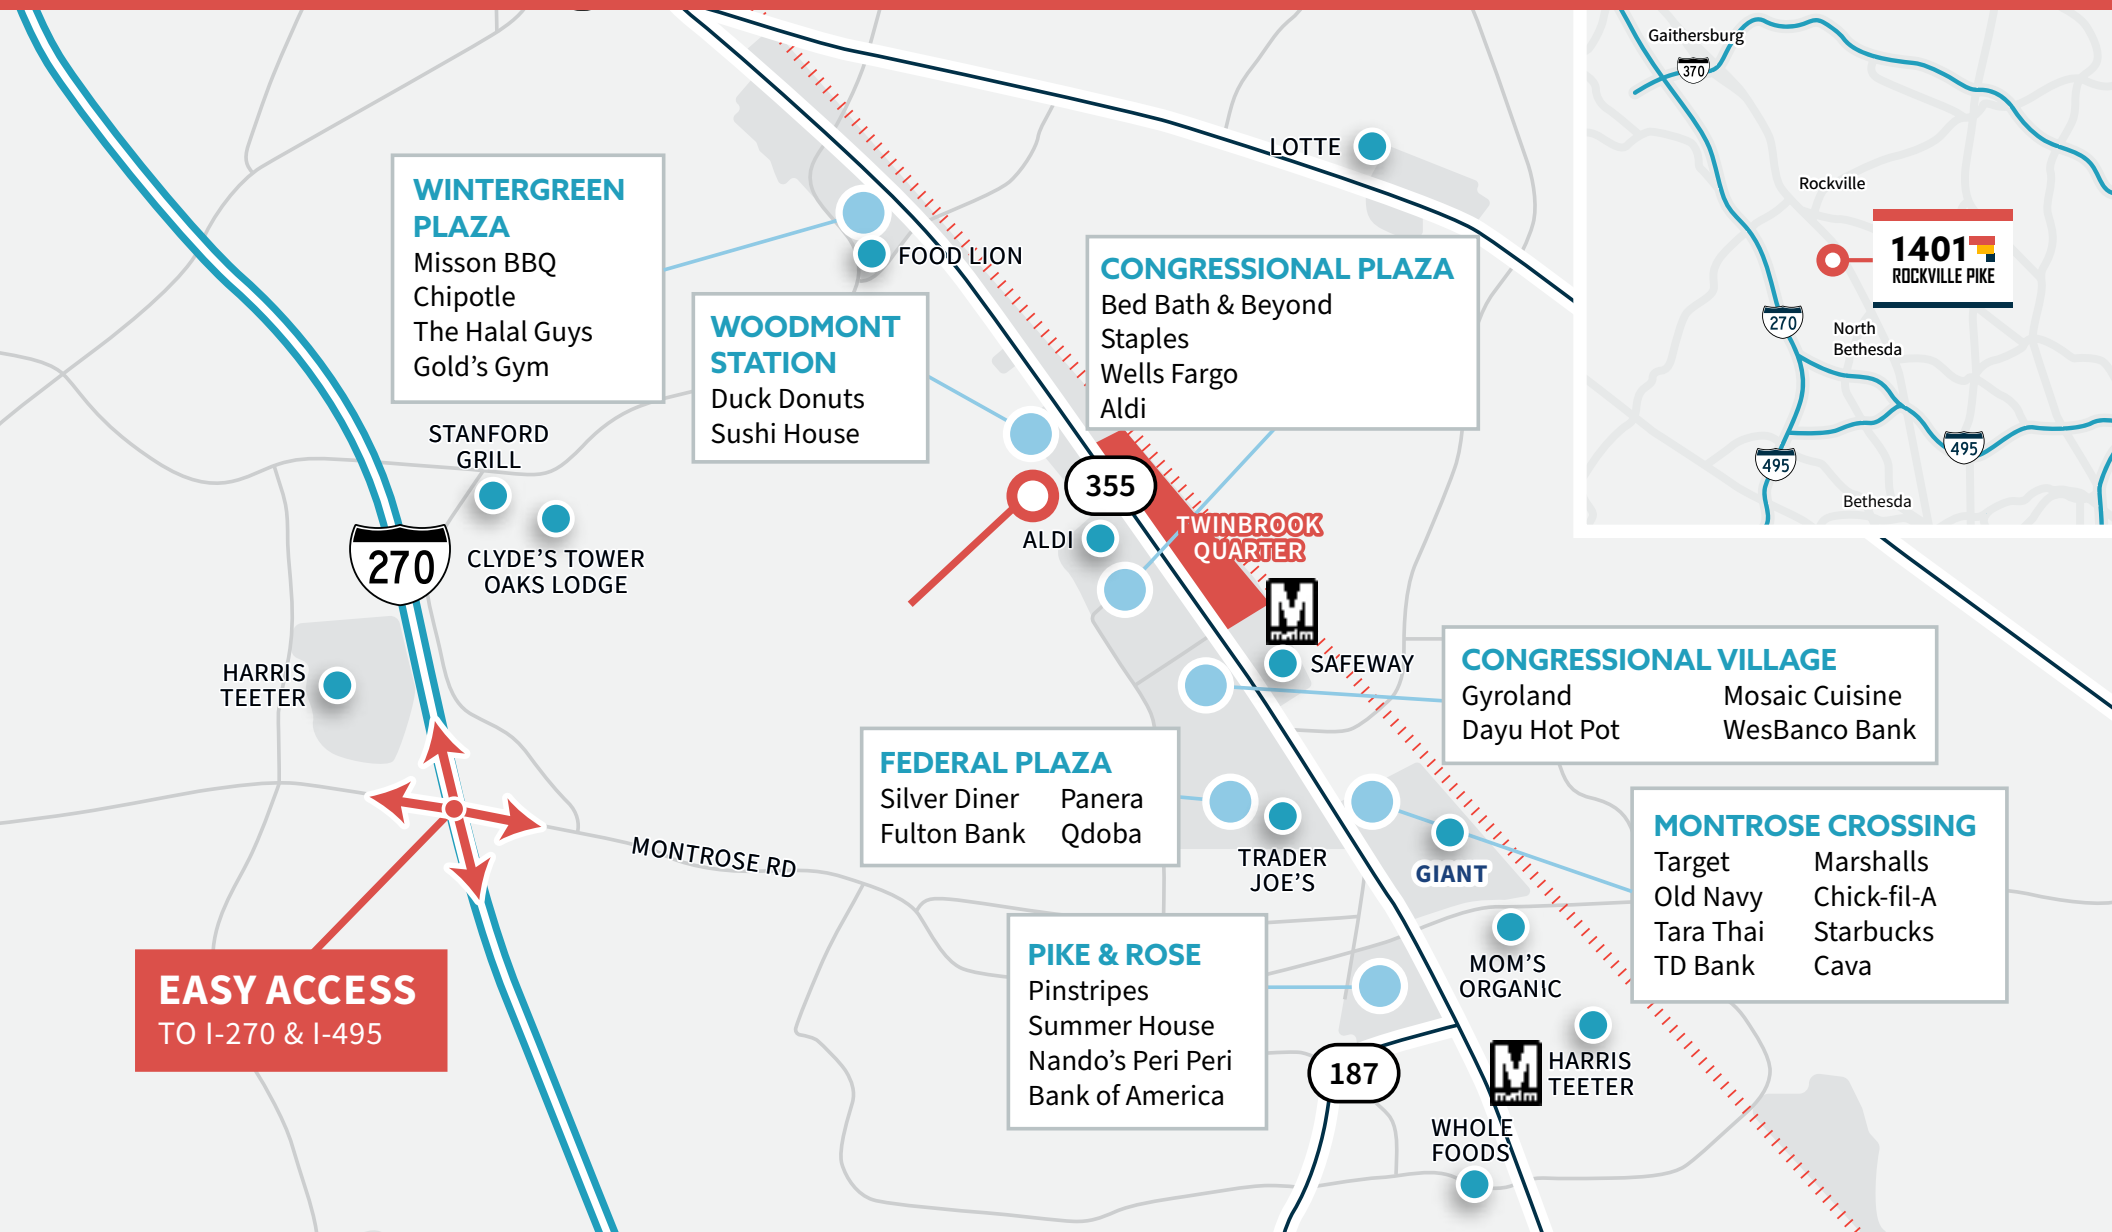 Gaithersburg
370
Rockville
1401
ROCKVILLE PIKE
270
North
Bethesda
495
495
Bethesda
LOTTE
WINTERGREEN
PLAZA
Misson BBQ
Chipotle
The Halal Guys
Gold's Gym
FOOD LION
WOODMONT
STATION
Duck Donuts
Sushi House
CONGRESSIONAL PLAZA
Bed Bath & Beyond
Staples
Wells Fargo
Aldi
STANFORD
GRILL
CLYDE'S TOWER
OAKS LODGE
270
355
ALDI
TWINBROOK
QUARTER
M
metro
SAFEWAY
HARRIS
TEETER
CONGRESSIONAL VILLAGE
Gyroland
Mosaic Cuisine
Dayu Hot Pot
WesBanco Bank
FEDERAL PLAZA
Silver Diner
Panera
Fulton Bank
Qdoba
TRADER
JOE'S
GIANT
MONTROSE CROSSING
Target
Marshalls
Old Navy
Chick-fil-A
Tara Thai
Starbucks
TD Bank
Cava
MONTROSE RD
PIKE & ROSE
Pinstripes
Summer House
Nando's Peri Peri
Bank of America
MOM'S
ORGANIC
EASY ACCESS
TO I-270 & I-495
187
M
metro
HARRIS
TEETER
WHOLE
FOODS